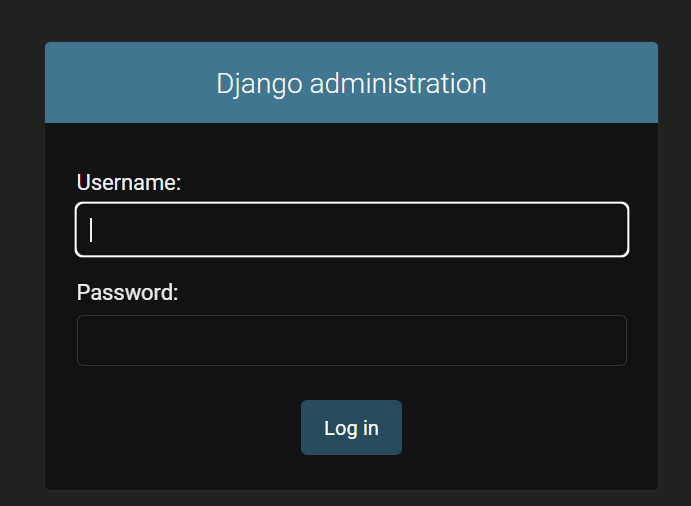 Django administration
Username:
Password:
Log in